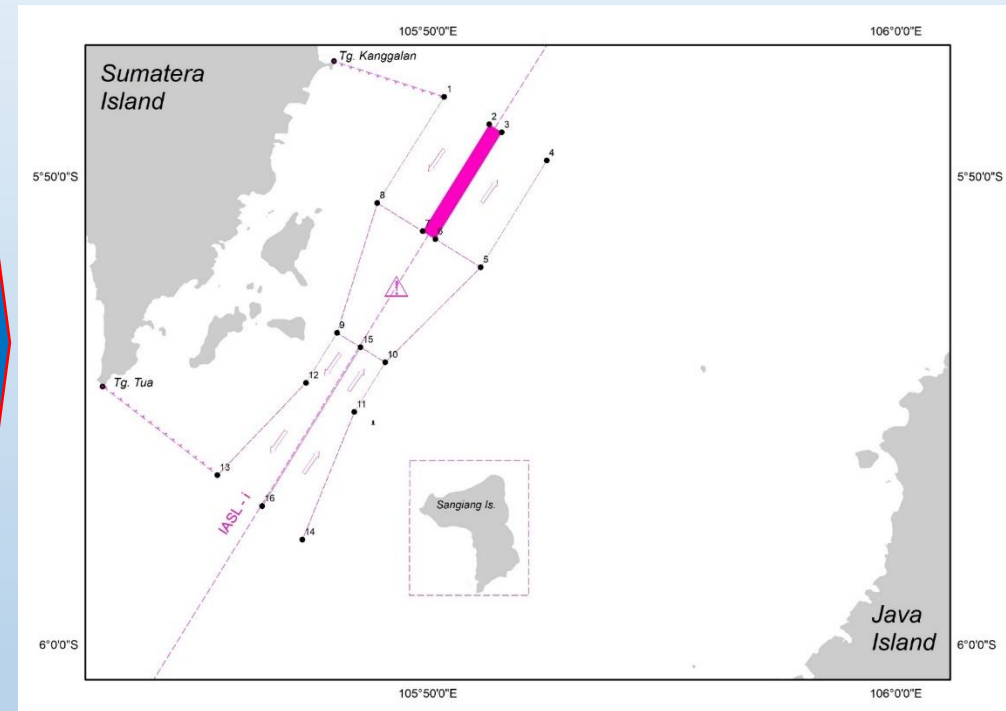 105°50'0"E
106°0'0"E
Tg. Kanggalan
Sumatera
Island
1
2
3
4
5°50'0"S
5°50'0"S
8
7
6
5
9
15
10
12
Tg. Tua
11
13
16
IASL - I
Sangiang Is.
14
Java
Island
6°0'0"S
6°0'0"S
105°50'0"E
106°0'0"E